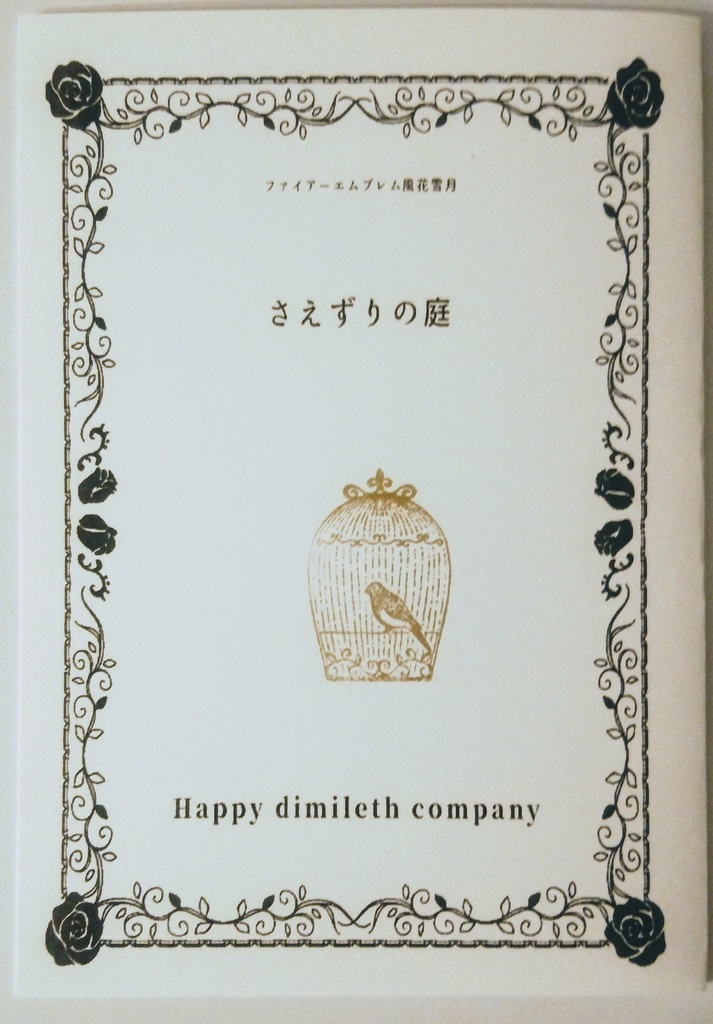 ファイアーエムブレム風花雪月
さえずりの庭
Happy dimileth company